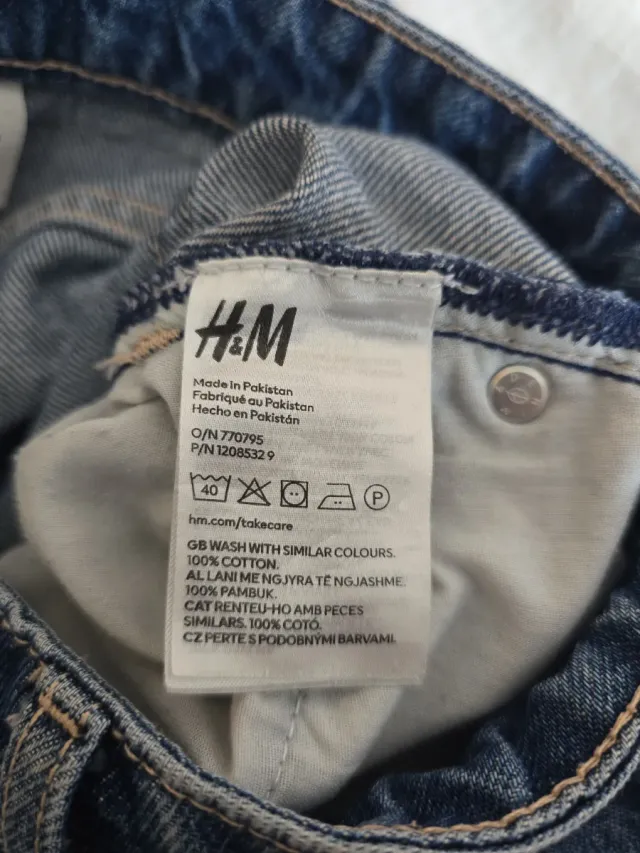 H&M
Made in Pakistan
Fabriqué au Pakistan
Hecho en Pakistán
O/N 770795
P/N 1208532 9
40
P
hm.com/takecare
GB WASH WITH SIMILAR COLOURS.
100% COTTON.
AL LANI ME NGJYRA TË NGJASHME.
100% PAMBUK.
CAT RENTEU-HO AMB PECES
SIMILARS. 100% COTÓ.
CZ PERTE S PODOBNÝMI BARVAMI.